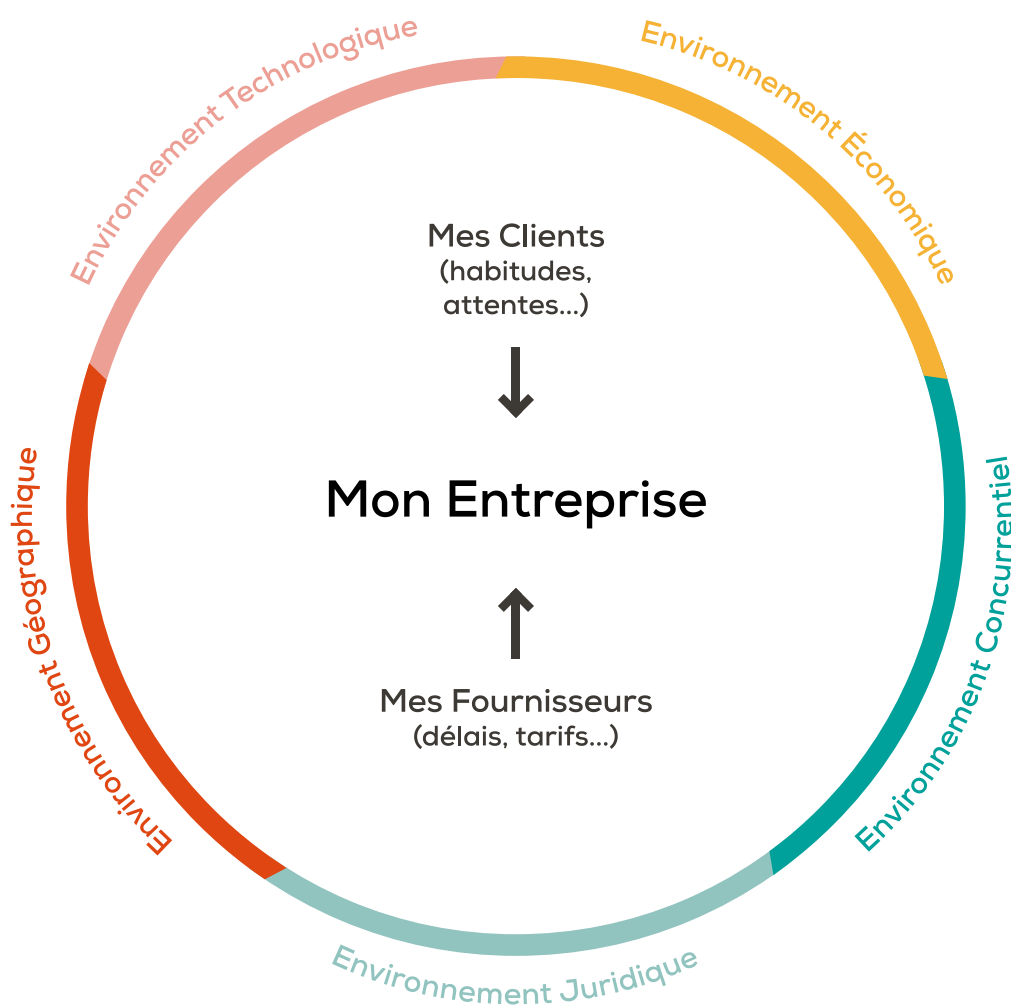 Environnement Technologique
Environnement Économique
Mes Clients
(habitudes,
attentes...)
Mon Entreprise
Environnement Géographique
Environnement Concurrentiel
Mes Fournisseurs
(délais, tarifs...)
Environnement Juridique